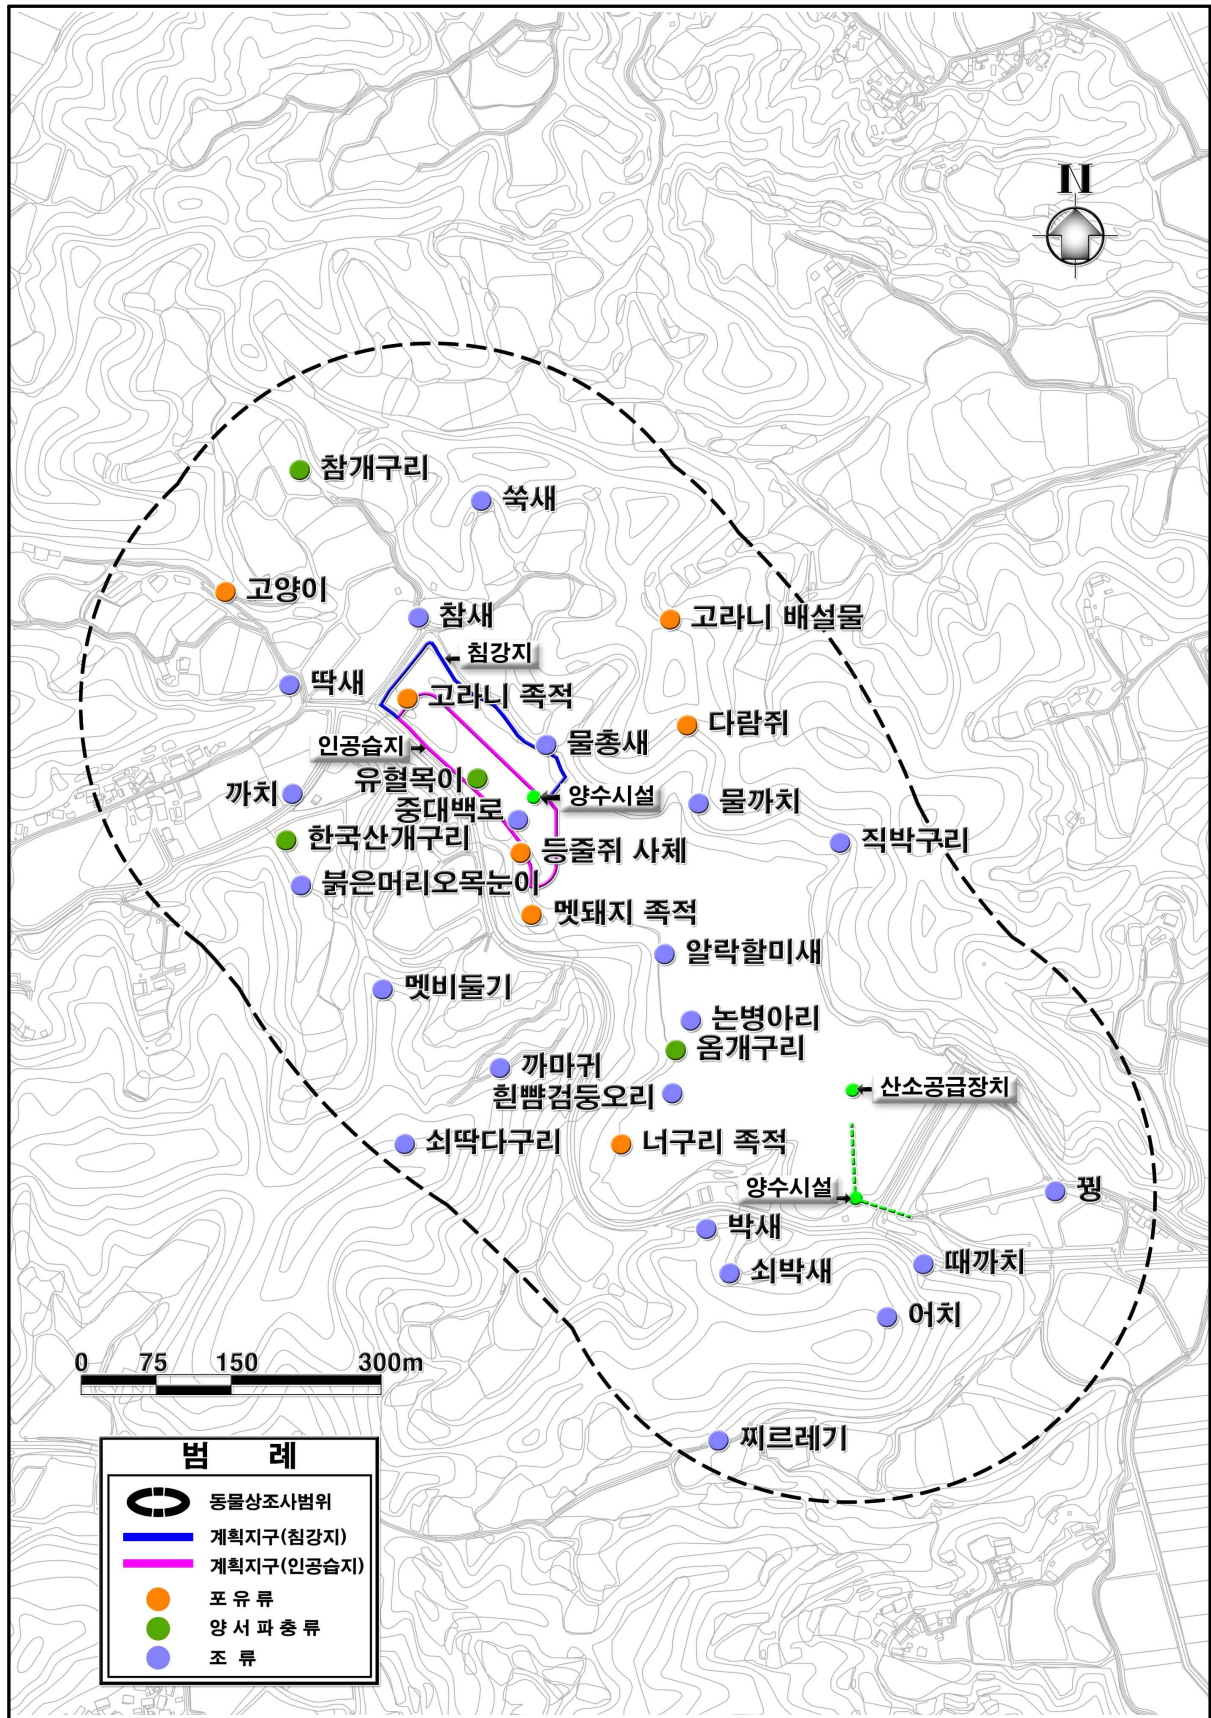 N
참개구리
쑥새
고양이
참새
고라니 배설물
침강지
딱새
고라니 족적
다람쥐
인공습지
물총새
유혈목이
까치
양수시설
물까치
중대백로
한국산개구리
등줄쥐 사체
직박구리
붉은머리오목눈이
멧돼지 족적
알락할미새
멧비둘기
논병아리
옴개구리
까마귀
흰뺨검둥오리
산소공급장치
쇠딱다구리
너구리 족적
양수시설
꿩
박새
쇠박새
때까치
어치
0 75 150 300m
찌르레기
범 례
동물상조사범위
계획지구(침강지)
계획지구(인공습지)
포 유 류
양 서 파 충 류
조 류